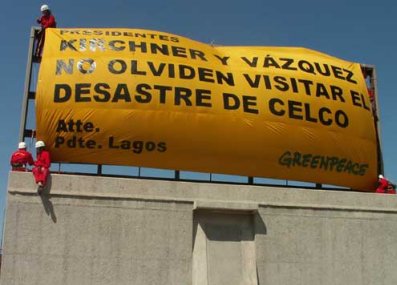 PRESIDENTES
KIRCHNER Y VÁZQUEZ
NO OLVIDEN VISITAR EL
DESASTRE DE CELCO
Atte.
Pdte. Lagos
GREENPEACE